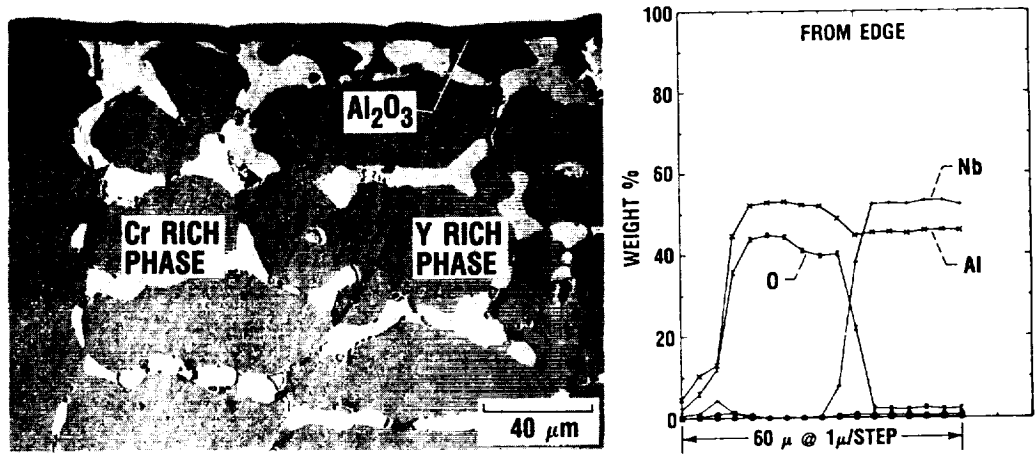 Al2O3
Cr RICH
PHASE
Y RICH
PHASE
40 μm
FROM EDGE
100
80
60
40
20
0
WEIGHT %
Nb
Al
O
60 μ @ 1μ/STEP